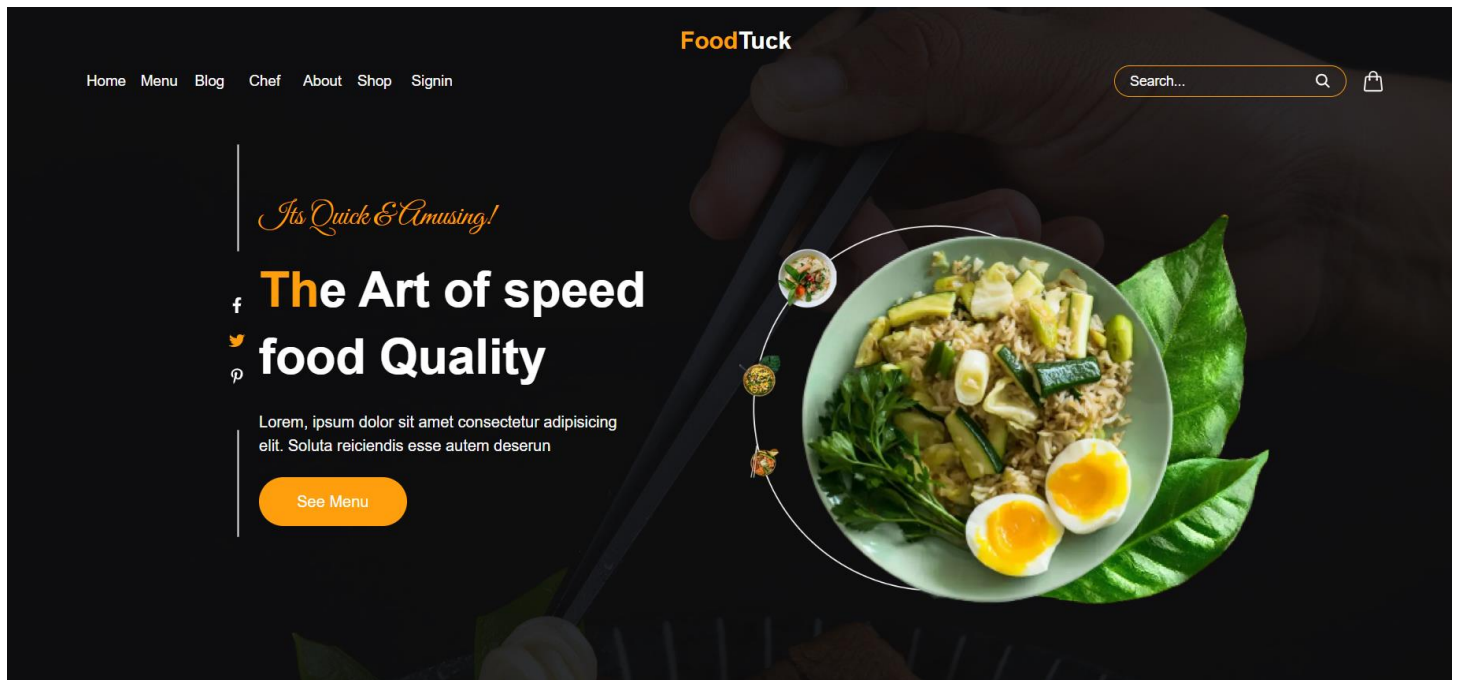 FoodTuck
Home Menu Blog Chef About Shop Signin
Search...
Its Quick & Amusing!
The Art of speed
food Quality
Lorem, ipsum dolor sit amet consectetur adipisicing
elit. Soluta reiciendis esse autem deserun
See Menu